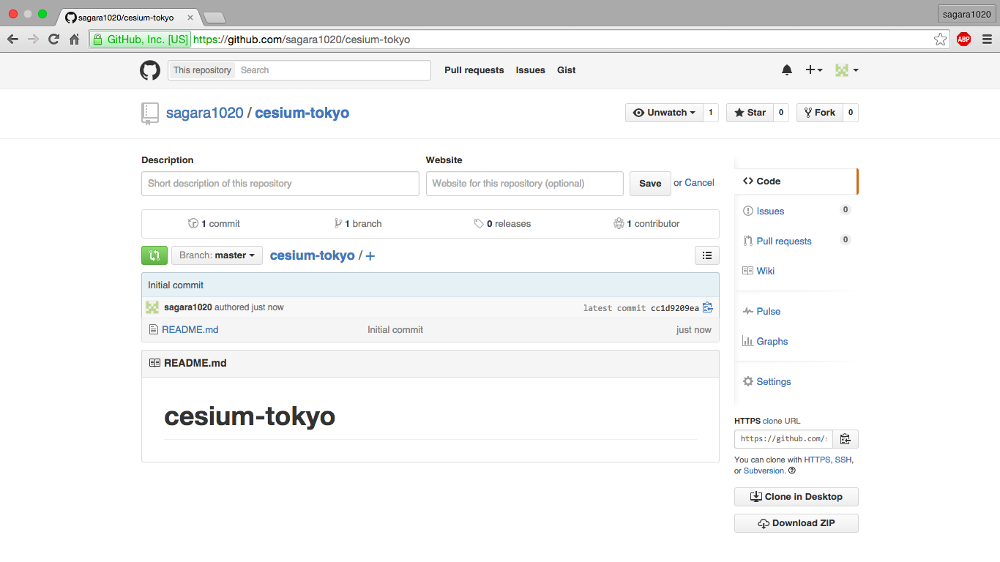 sagara1020/cesium-tokyo
sagara1020
GitHub, Inc. [US] https://github.com/sagara1020/cesium-tokyo
ABP
This repository Search Pull requests Issues Gist
sagara1020 / cesium-tokyo Unwatch 1 Star 0 Fork 0
Description Website
Short description of this repository Website for this repository (optional) Save or Cancel
1 commit 1 branch 0 releases 1 contributor
Branch: master cesium-tokyo / +
Initial commit
sagara1020 authored just now latest commit cc1d9209ea
README.md Initial commit just now
README.md
cesium-tokyo
Code
Issues 0
Pull requests 0
Wiki
Pulse
Graphs
Settings
HTTPS clone URL
https://github.com/
You can clone with HTTPS, SSH,
or Subversion.
Clone in Desktop
Download ZIP